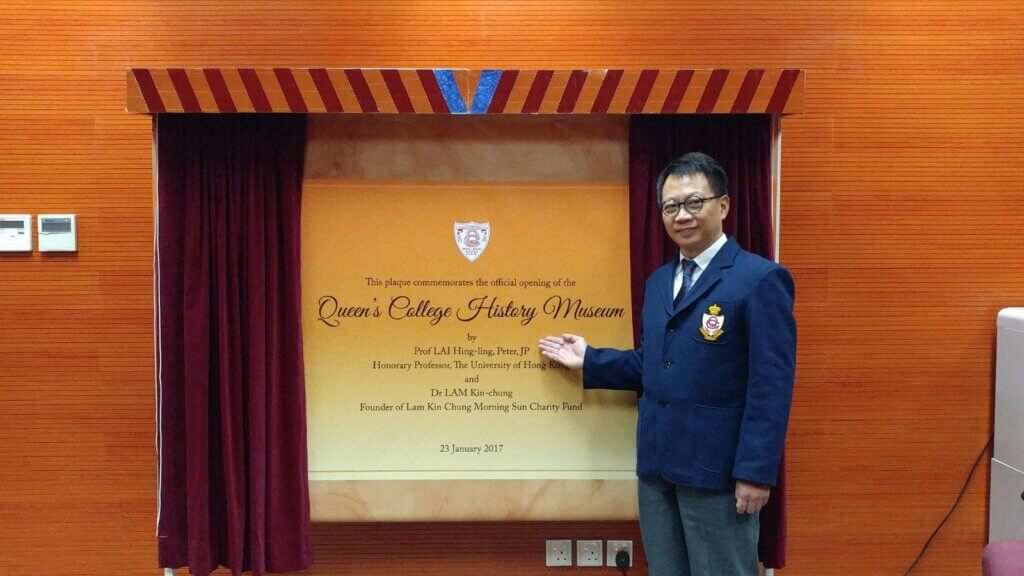 This plaque commemorates the official opening of the
Queen's College History Museum
by
Prof LAI Hing-ling, Peter, JP
Honorary Professor, The University of Hong
and
Dr LAM Kin-chung
Founder of Lam Kin Chung Morning Sun Charity Fund
23 January 2017